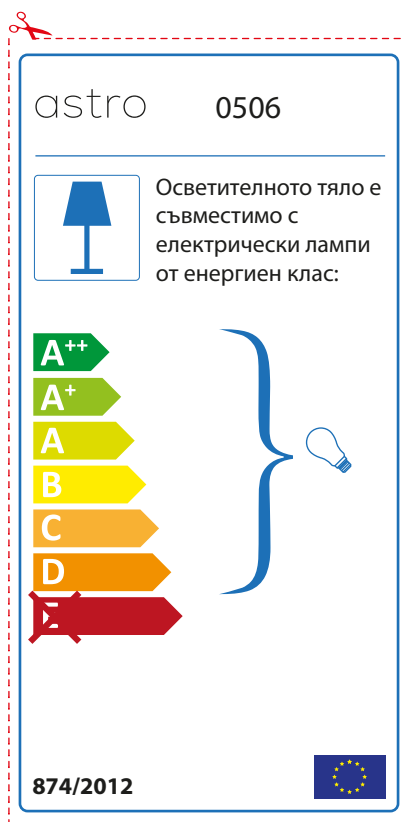 astro 0506
Осветителното тяло е
съвместимо с
електрически лампи
от енергиен клас:
A++
A+
A
B
C
D
E
874/2012